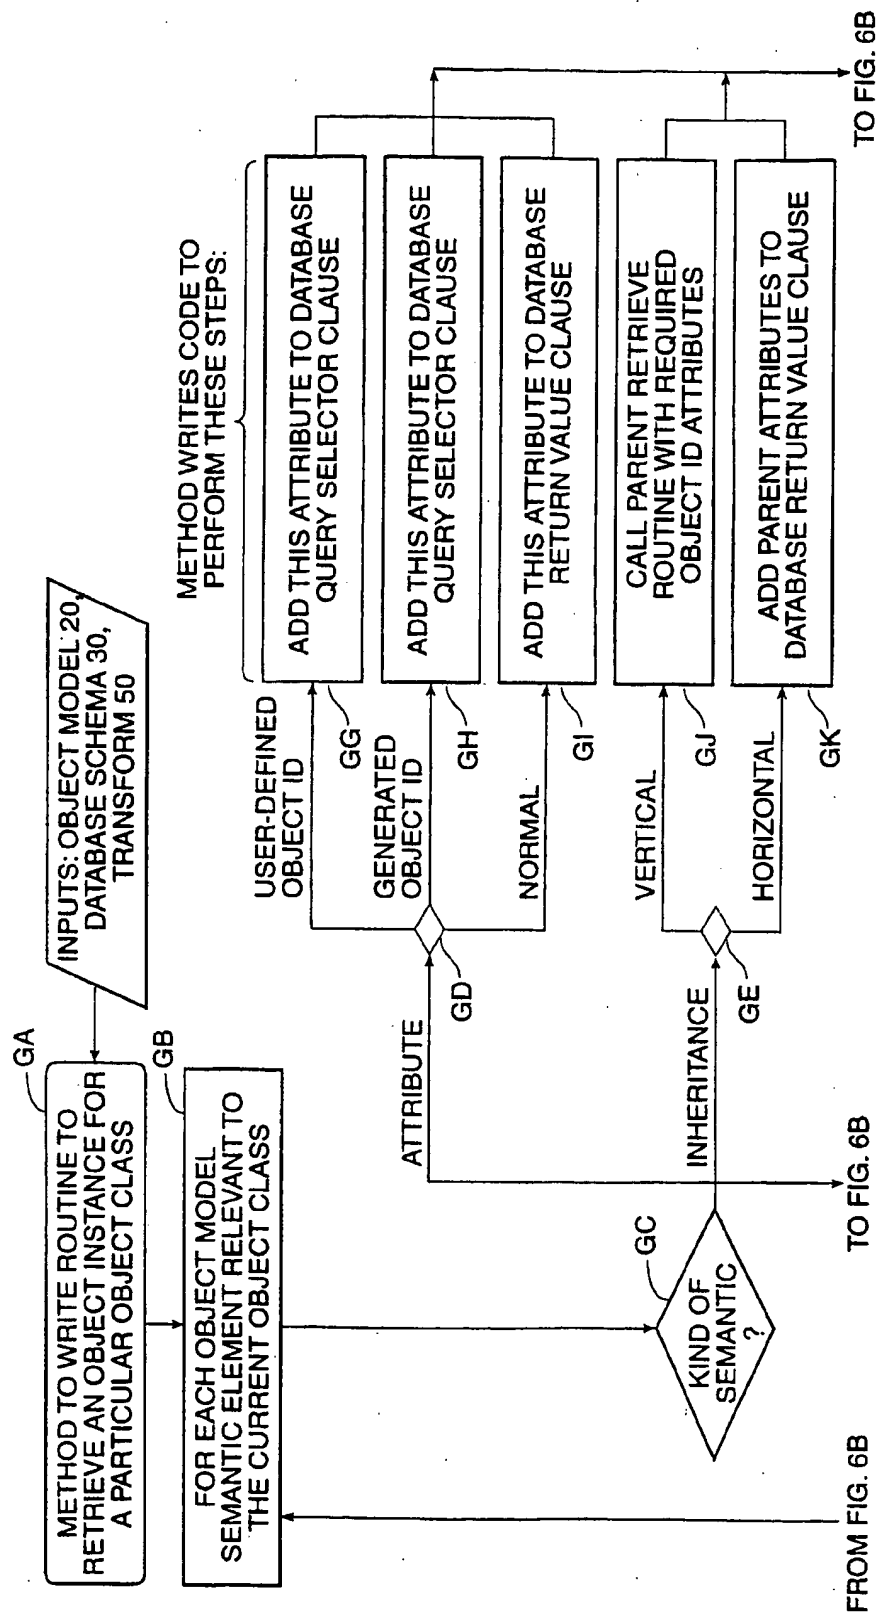 INPUTS: OBJECT MODEL 20,
DATABASE SCHEMA 30,
TRANSFORM 50
GA
METHOD TO WRITE ROUTINE TO
RETRIEVE AN OBJECT INSTANCE FOR
A PARTICULAR OBJECT CLASS
GB
FOR EACH OBJECT MODEL
SEMANTIC ELEMENT RELEVANT TO
THE CURRENT OBJECT CLASS
METHOD WRITES CODE TO
PERFORM THESE STEPS:
USER-DEFINED
OBJECT ID
GG
ADD THIS ATTRIBUTE TO DATABASE
QUERY SELECTOR CLAUSE
ATTRIBUTE
GD
GENERATED
OBJECT ID
GH
ADD THIS ATTRIBUTE TO DATABASE
QUERY SELECTOR CLAUSE
NORMAL
GI
ADD THIS ATTRIBUTE TO DATABASE
RETURN VALUE CLAUSE
GC
KIND OF
SEMANTIC
?
INHERITANCE
GE
VERTICAL
GJ
CALL PARENT RETRIEVE
ROUTINE WITH REQUIRED
OBJECT ID ATTRIBUTES
HORIZONTAL
GK
ADD PARENT ATTRIBUTES TO
DATABASE RETURN VALUE CLAUSE
FROM FIG. 6B
TO FIG. 6B
TO FIG. 6B